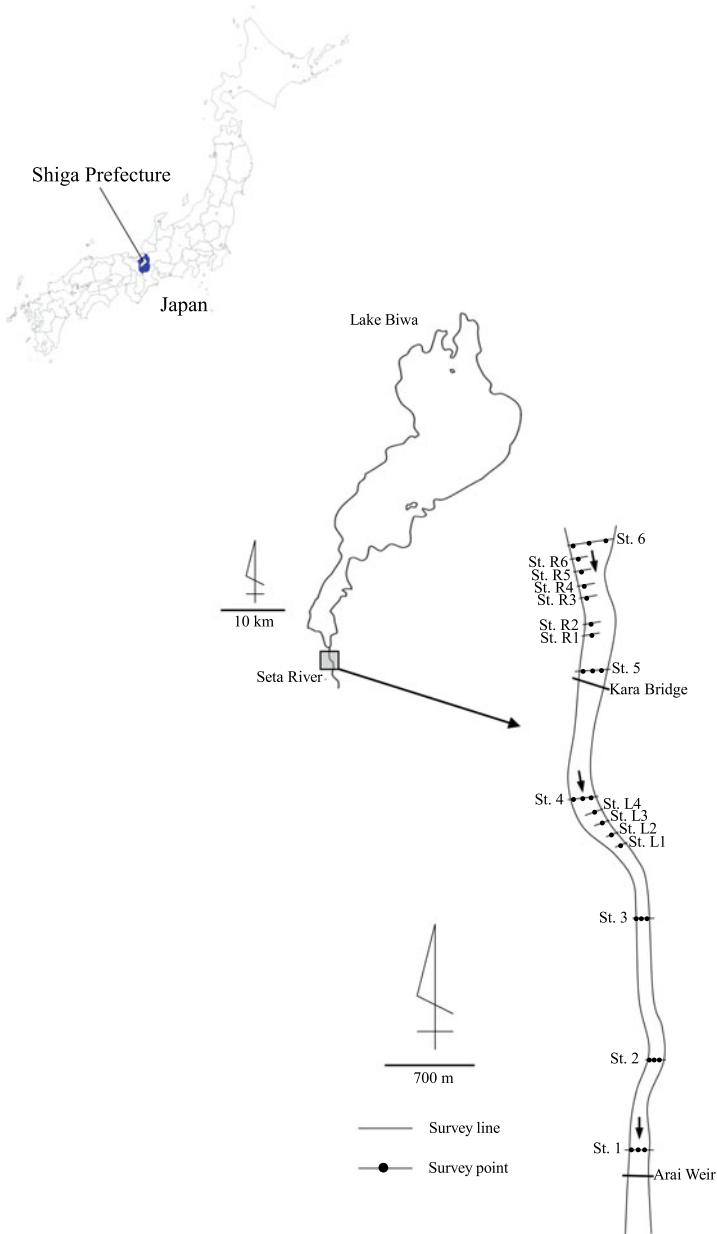 Shiga Prefecture
Japan
Lake Biwa
10 km
Seta River
St. 6
St. R6
St. R5
St. R4
St. R3
St. R2
St. R1
St. 5
Kara Bridge
St. 4
St. L4
St. L3
St. L2
St. L1
St. 3
St. 2
700 m
Survey line
St. 1
Survey point
Arai Weir